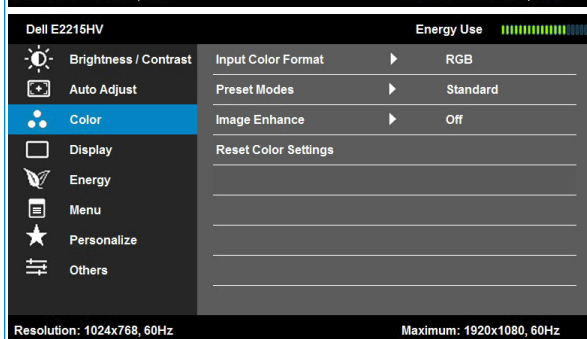 Dell E2215HV Energy Use
Brightness / Contrast Input Color Format RGB
Auto Adjust Preset Modes Standard
Color Image Enhance Off
Display Reset Color Settings
Energy
Menu
Personalize
Others
Resolution: 1024x768, 60Hz Maximum: 1920x1080, 60Hz